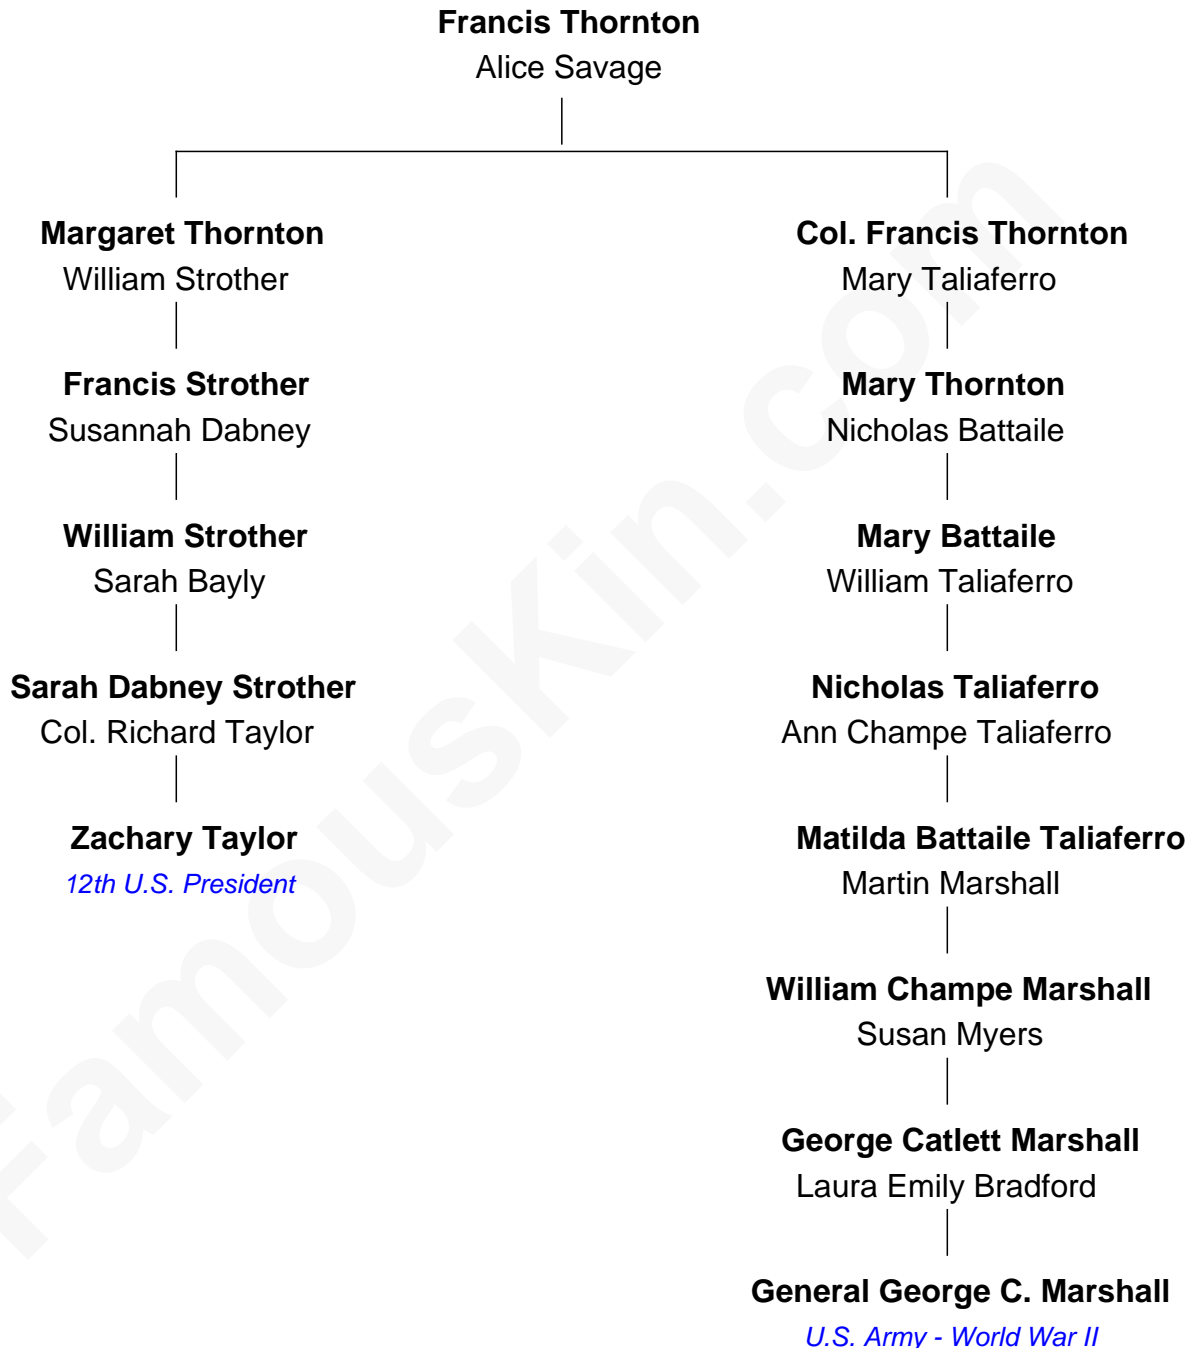 Francis Thornton
Alice Savage
Margaret Thornton
William Strother
Francis Strother
Susannah Dabney
William Strother
Sarah Bayly
Sarah Dabney Strother
Col. Richard Taylor
Zachary Taylor
12th U.S. President
Col. Francis Thornton
Mary Taliaferro
Mary Thornton
Nicholas Battaile
Mary Battaile
William Taliaferro
Nicholas Taliaferro
Ann Champe Taliaferro
Matilda Battaile Taliaferro
Martin Marshall
William Champe Marshall
Susan Myers
George Catlett Marshall
Laura Emily Bradford
General George C. Marshall
U.S. Army - World War II
FamousKin.com